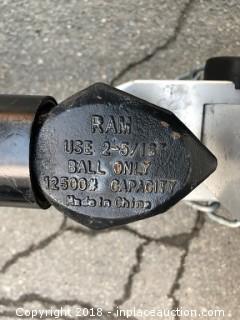 RAM
USE 2-5/16"
BALL ONLY
12500# CAPACITY
Made in China
Copyright 2018 - inplaceauction.com